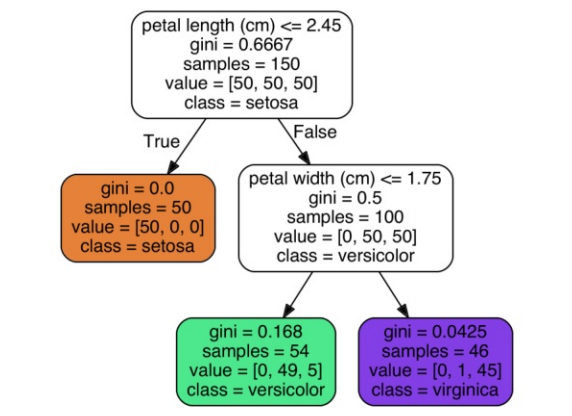 petal length (cm) <= 2.45
gini = 0.6667
samples = 150
value = [50, 50, 50]
class = setosa
True
False
gini = 0.0
samples = 50
value = [50, 0, 0]
class = setosa
petal width (cm) <= 1.75
gini = 0.5
samples = 100
value = [0, 50, 50]
class = versicolor
gini = 0.168
samples = 54
value = [0, 49, 5]
class = versicolor
gini = 0.0425
samples = 46
value = [0, 1, 45]
class = virginica